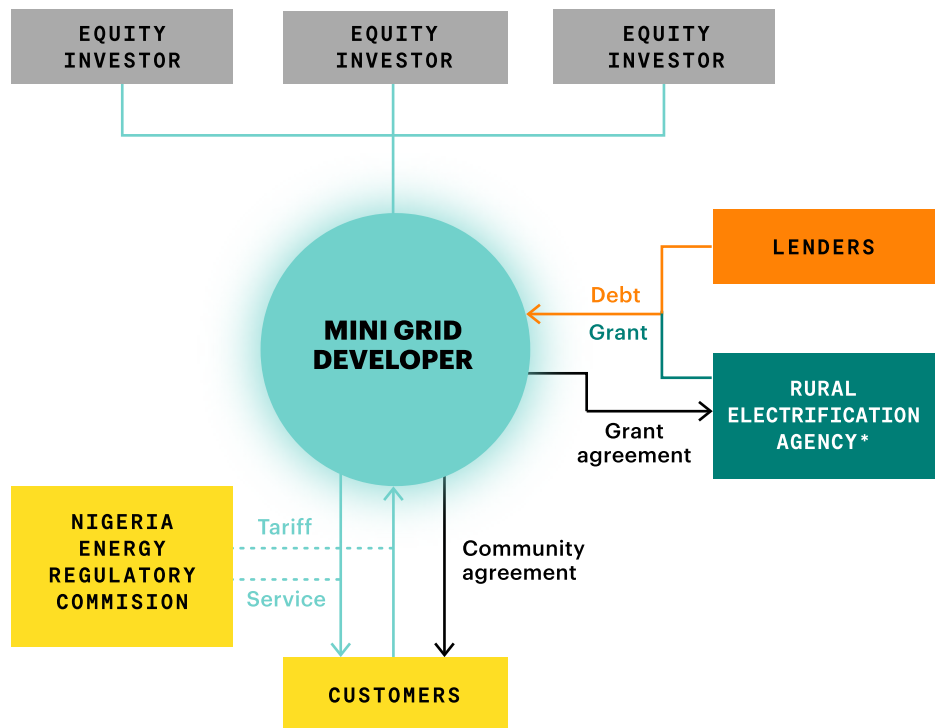 EQUITY
INVESTOR
EQUITY
INVESTOR
EQUITY
INVESTOR
LENDERS
Debt
Grant
MINI GRID
DEVELOPER
RURAL
ELECTRIFICATION
AGENCY*
Grant
agreement
NIGERIA
ENERGY
REGULATORY
COMMISION
Tariff
Service
Community
agreement
CUSTOMERS